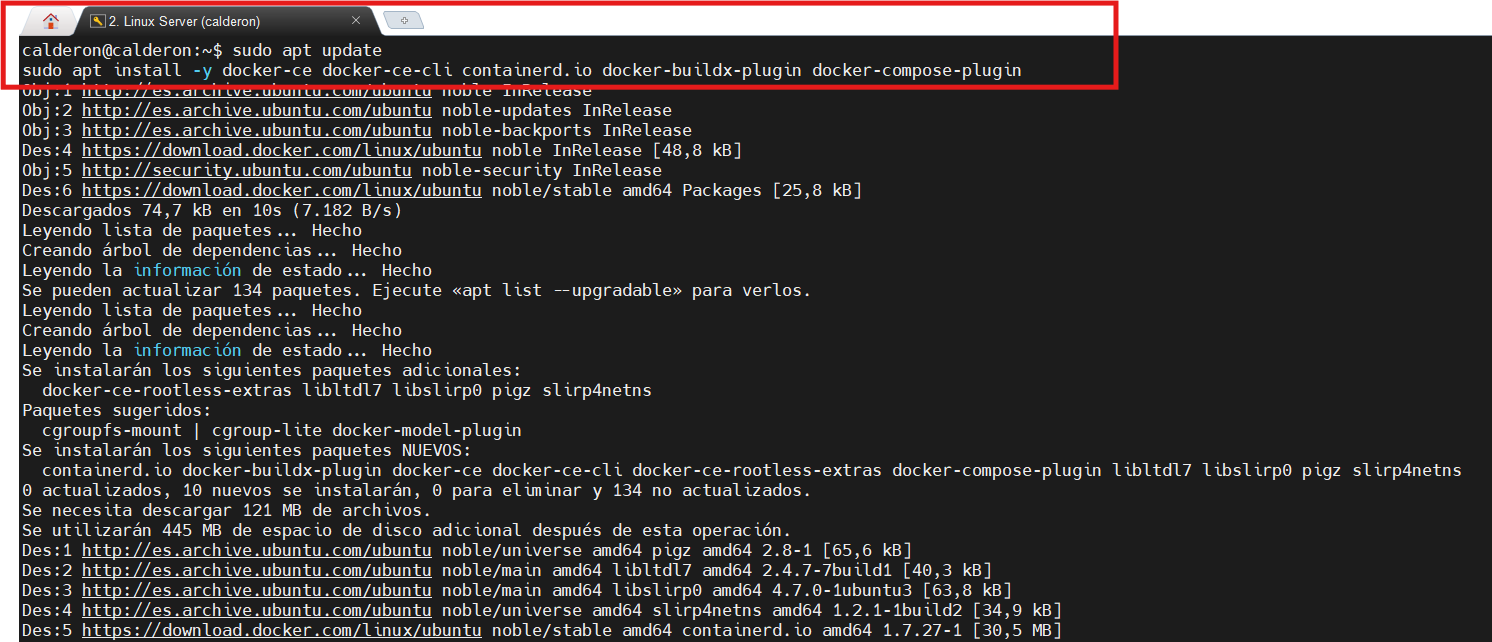 2. Linux Server (calderon)
calderon@calderon:~$ sudo apt update
sudo apt install -y docker-ce docker-ce-cli containerd.io docker-buildx-plugin docker-compose-plugin
Obj:1 http://es.archive.ubuntu.com/ubuntu noble InRelease
Obj:2 http://es.archive.ubuntu.com/ubuntu noble-updates InRelease
Obj:3 http://es.archive.ubuntu.com/ubuntu noble-backports InRelease
Des:4 https://download.docker.com/linux/ubuntu noble InRelease [48,8 kB]
Obj:5 http://security.ubuntu.com/ubuntu noble-security InRelease
Des:6 https://download.docker.com/linux/ubuntu noble/stable amd64 Packages [25,8 kB]
Descargados 74,7 kB en 10s (7.182 B/s)
Leyendo lista de paquetes... Hecho
Creando árbol de dependencias... Hecho
Leyendo la información de estado... Hecho
Se pueden actualizar 134 paquetes. Ejecute «apt list --upgradable» para verlos.
Leyendo lista de paquetes... Hecho
Creando árbol de dependencias... Hecho
Leyendo la información de estado... Hecho
Se instalarán los siguientes paquetes adicionales:
docker-ce-rootless-extras libltdl7 libslirp0 pigz slirp4netns
Paquetes sugeridos:
cgroupfs-mount | cgroup-lite docker-model-plugin
Se instalarán los siguientes paquetes NUEVOS:
containerd.io docker-buildx-plugin docker-ce docker-ce-cli docker-ce-rootless-extras docker-compose-plugin libltdl7 libslirp0 pigz slirp4netns
0 actualizados, 10 nuevos se instalarán, 0 para eliminar y 134 no actualizados.
Se necesita descargar 121 MB de archivos.
Se utilizarán 445 MB de espacio de disco adicional después de esta operación.
Des:1 http://es.archive.ubuntu.com/ubuntu noble/universe amd64 pigz amd64 2.8-1 [65,6 kB]
Des:2 http://es.archive.ubuntu.com/ubuntu noble/main amd64 libltdl7 amd64 2.4.7-7build1 [40,3 kB]
Des:3 http://es.archive.ubuntu.com/ubuntu noble/main amd64 libslirp0 amd64 4.7.0-1ubuntu3 [63,8 kB]
Des:4 http://es.archive.ubuntu.com/ubuntu noble/universe amd64 slirp4netns amd64 1.2.1-1build2 [34,9 kB]
Des:5 https://download.docker.com/linux/ubuntu noble/stable amd64 containerd.io amd64 1.7.27-1 [30,5 MB]